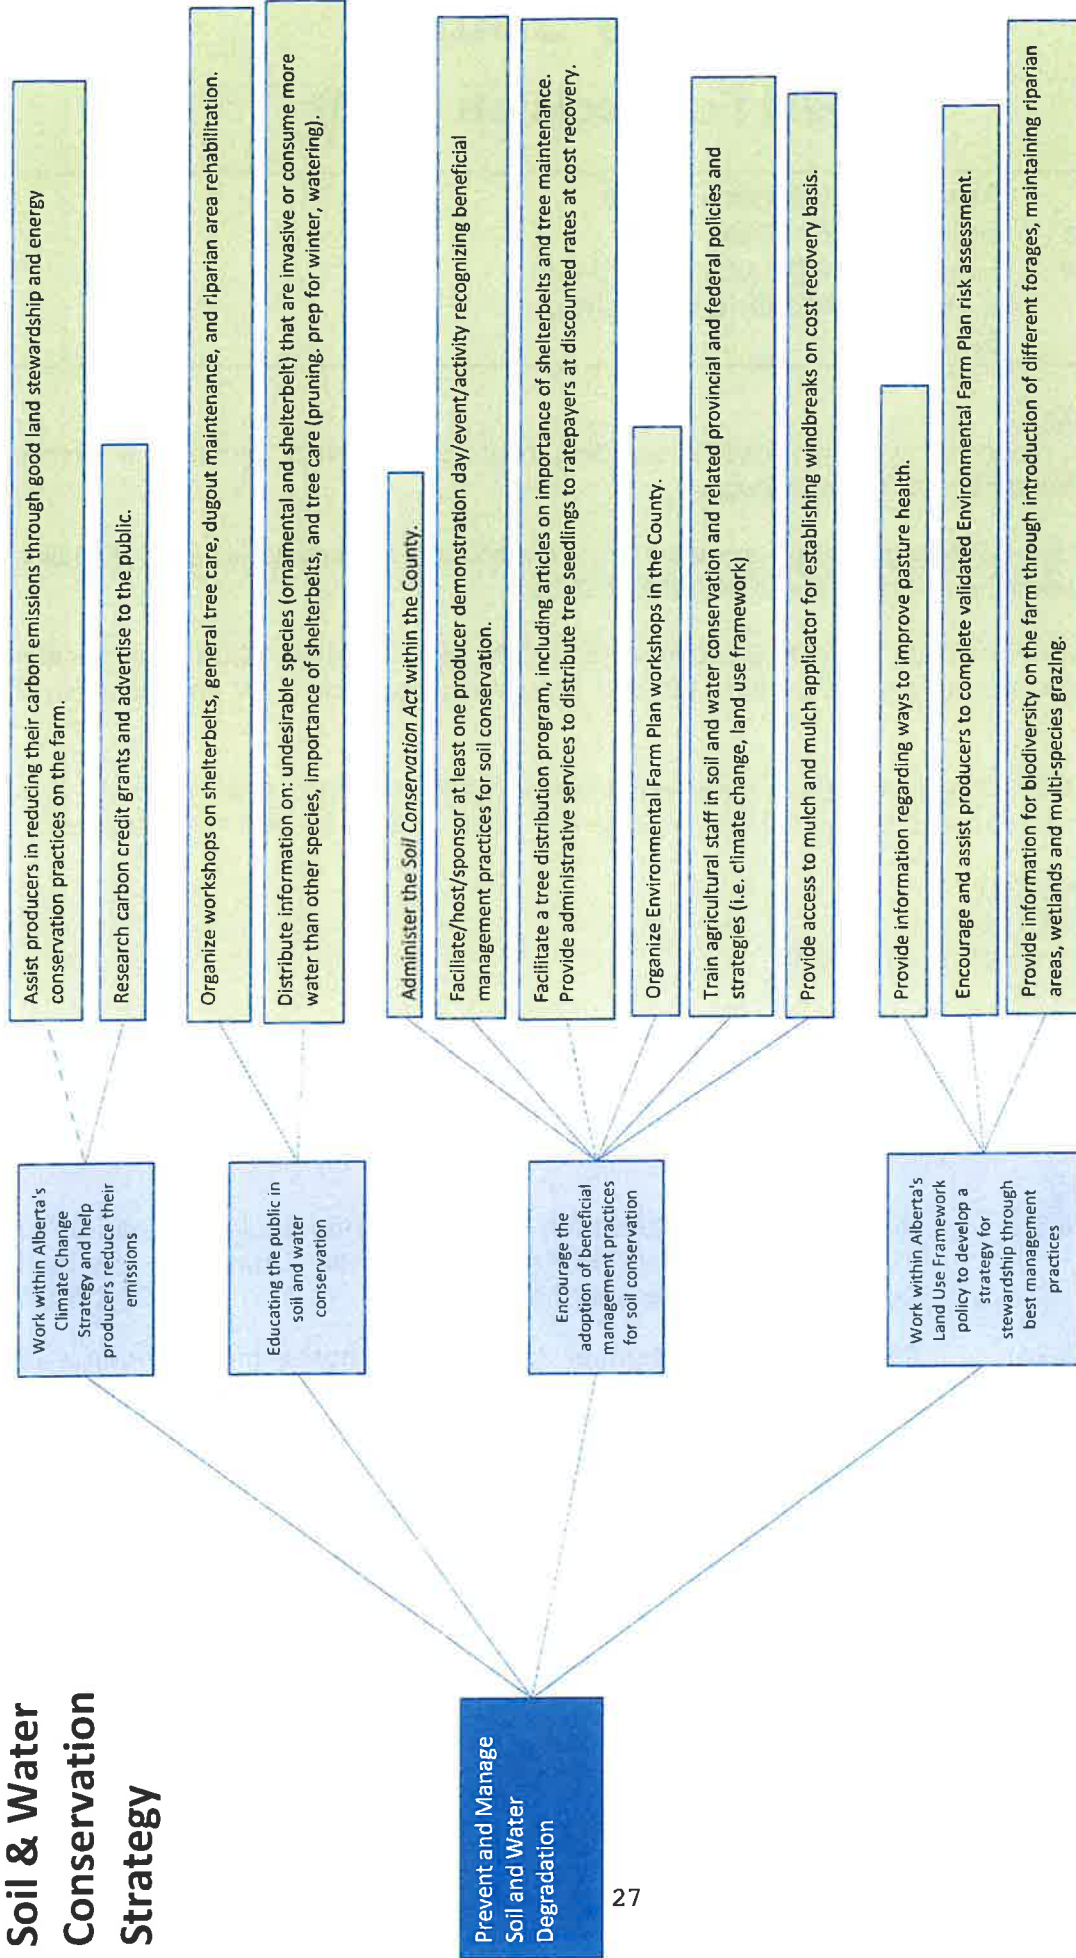 Soil & Water
Conservation
Strategy
Prevent and Manage
Soil and Water
Degradation
Work within Alberta's
Climate Change
Strategy and help
producers reduce their
emissions
Assist producers in reducing their carbon emissions through good land stewardship and energy
conservation practices on the farm.
Research carbon credit grants and advertise to the public.
Educating the public in
soil and water
conservation
Organize workshops on shelterbelts, general tree care, dugout maintenance, and riparian area rehabilitation.
Distribute information on: undesirable species (ornamental and shelterbelt) that are invasive or consume more
water than other species, importance of shelterbelts, and tree care (pruning. prep for winter, watering).
Encourage the
adoption of beneficial
management practices
for soil conservation
Administer the Soil Conservation Act within the County.
Faciliate/host/sponsor at least one producer demonstration day/event/activity recognizing beneficial
management practices for soil conservation.
Facilitate a tree distribution program, including articles on importance of shelterbelts and tree maintenance.
Provide administrative services to distribute tree seedlings to ratepayers at discounted rates at cost recovery.
Organize Environmental Farm Plan workshops in the County.
Train agricultural staff in soil and water conservation and related provincial and federal policies and
strategies (i.e. climate change, land use framework)
Provide access to mulch and mulch applicator for establishing windbreaks on cost recovery basis.
Work within Alberta's
Land Use Framework
policy to develop a
strategy for
stewardship through
best management
practices
Provide information regarding ways to improve pasture health.
Encourage and assist producers to complete validated Environmental Farm Plan risk assessment.
Provide information for biodiversity on the farm through introduction of different forages, maintaining riparian
areas, wetlands and multi-species grazing.
27